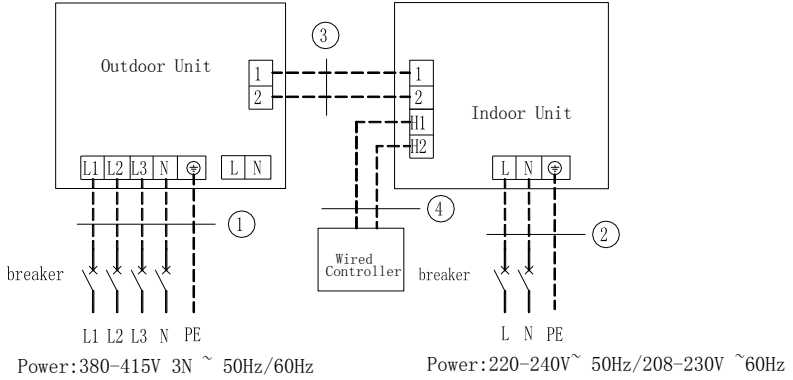 Outdoor Unit
1
2
L1 L2 L3 N
L N
3
1
2
H1
H2
Indoor Unit
L N
1
4
2
breaker
Wired
Controller
breaker
L1 L2 L3 N PE
L N PE
Power:380-415V 3N ~ 50Hz/60Hz
Power:220-240V~ 50Hz/208-230V ~60Hz